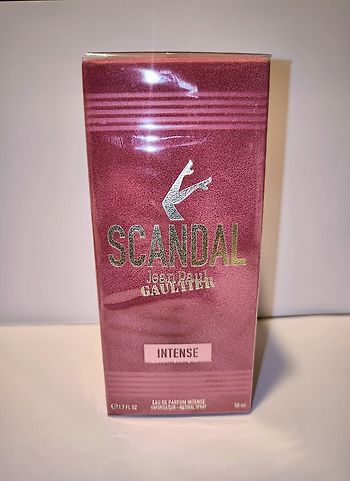 SCANDAL
Jean Paul
GAULTIER
INTENSE
EAU DE PARFUM INTENSE
VAPORISATEUR - NATURAL SPRAY
℮ 1.7 FL OZ
50 ml